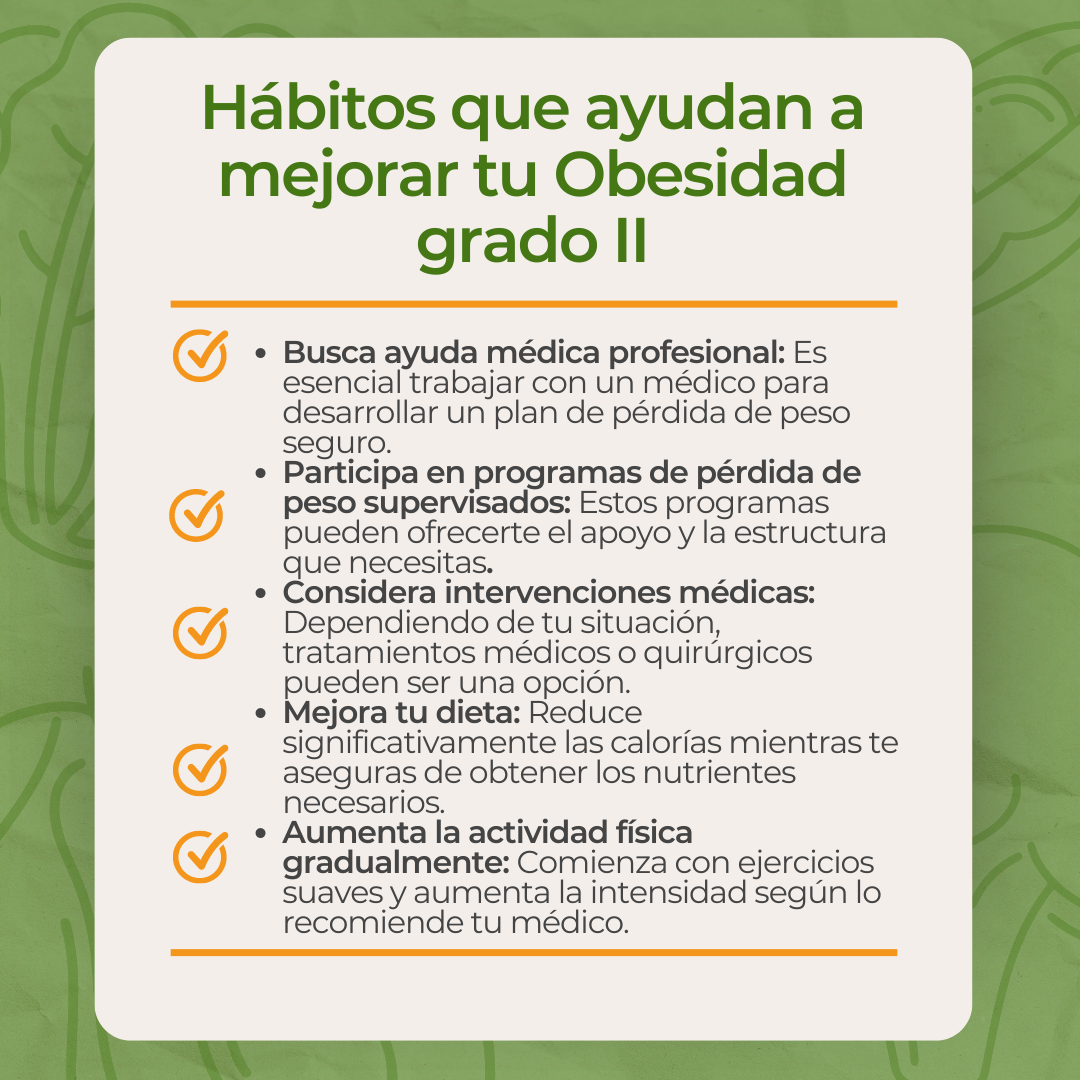 Hábitos que ayudan a
mejorar tu Obesidad
grado II
• Busca ayuda médica profesional: Es
esencial trabajar con un médico para
desarrollar un plan de pérdida de peso
seguro.
• Participa en programas de pérdida de
peso supervisados: Estos programas
pueden ofrecerte el apoyo y la estructura
que necesitas.
• Considera intervenciones médicas:
Dependiendo de tu situación,
tratamientos médicos o quirúrgicos
pueden ser una opción.
• Mejora tu dieta: Reduce
significativamente las calorías mientras te
aseguras de obtener los nutrientes
necesarios.
• Aumenta la actividad física
gradualmente: Comienza con ejercicios
suaves y aumenta la intensidad según lo
recomiende tu médico.